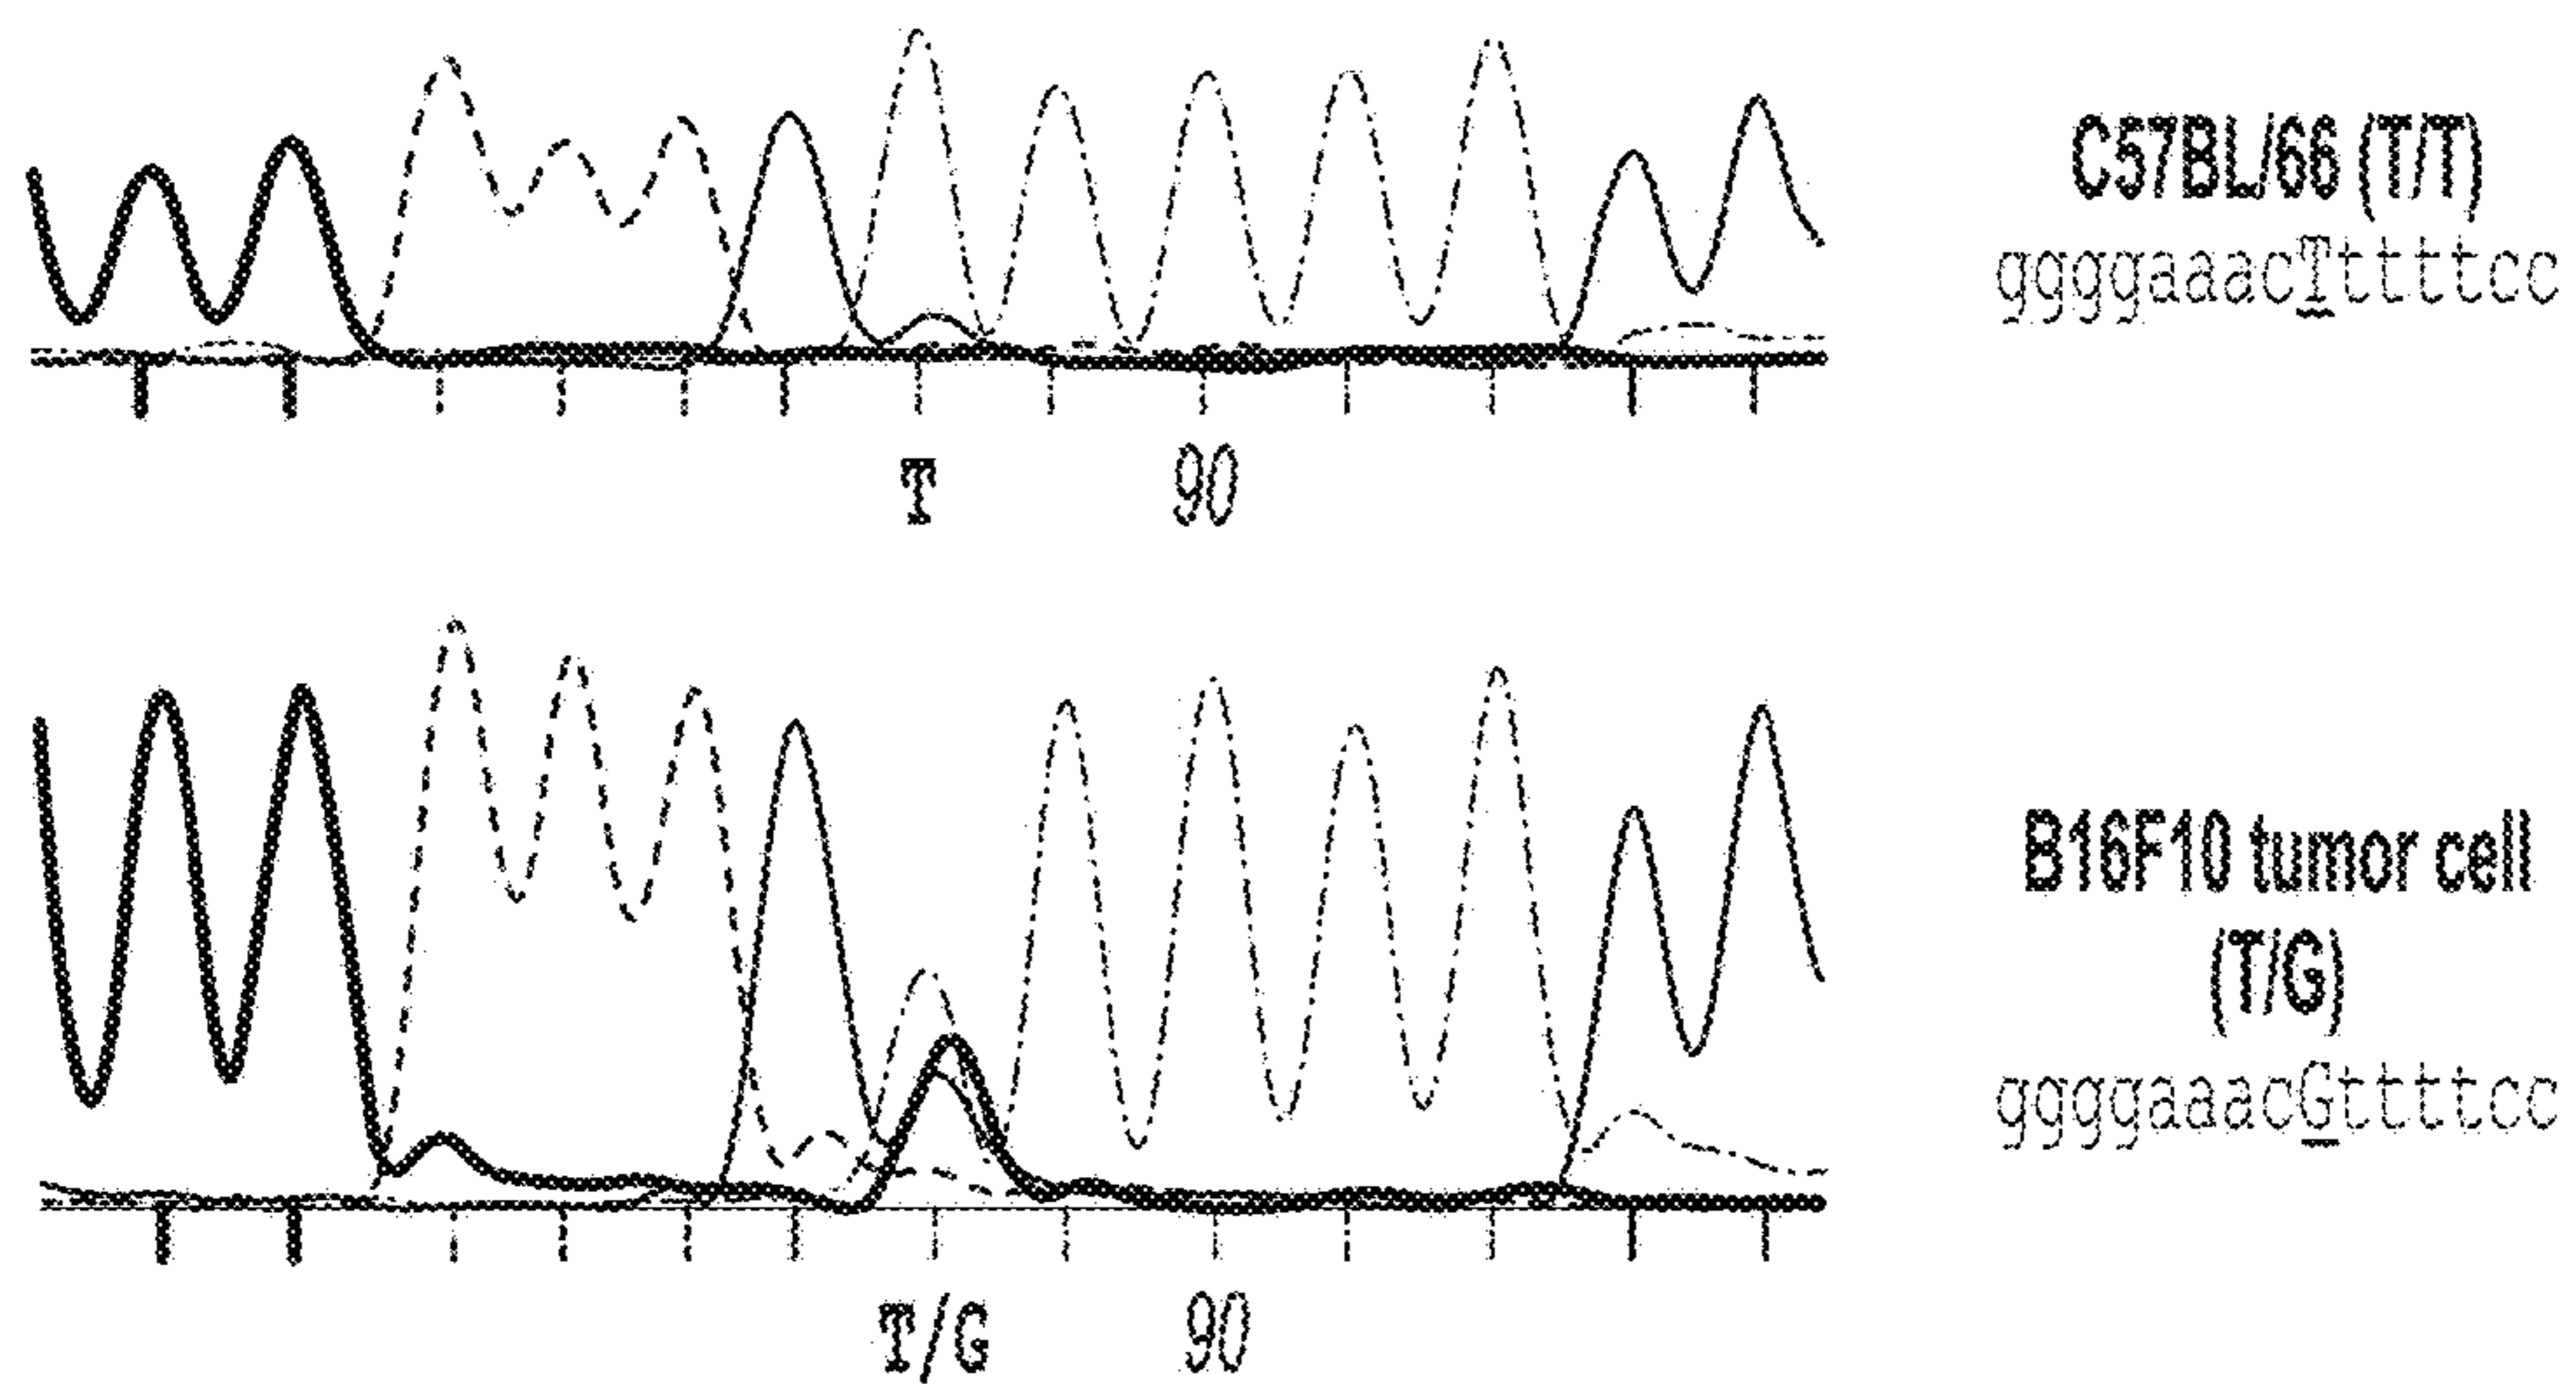 C57BL/66 (T/T)
ggggaaacTttttcc
T 90
B16F10 tumor cell
(T/G)
ggggaaacGttttcc
T/G 90